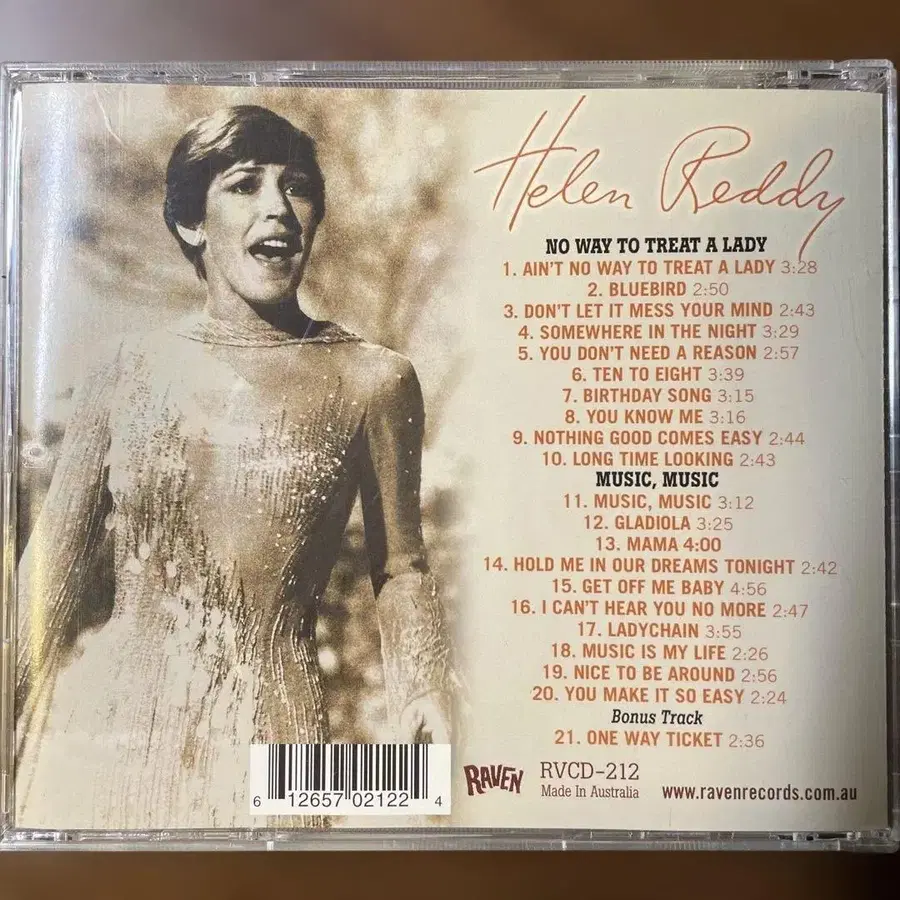 Helen Reddy
NO WAY TO TREAT A LADY
1. AIN'T NO WAY TO TREAT A LADY 3:28
2. BLUEBIRD 2:50
3. DON'T LET IT MESS YOUR MIND 2:43
4. SOMEWHERE IN THE NIGHT 3:29
5. YOU DON'T NEED A REASON 2:57
6. TEN TO EIGHT 3:39
7. BIRTHDAY SONG 3:15
8. YOU KNOW ME 3:16
9. NOTHING GOOD COMES EASY 2:44
10. LONG TIME LOOKING 2:43
MUSIC, MUSIC
11. MUSIC, MUSIC 3:12
12. GLADIOLA 3:25
13. MAMA 4:00
14. HOLD ME IN OUR DREAMS TONIGHT 2:42
15. GET OFF ME BABY 4:56
16. I CAN'T HEAR YOU NO MORE 2:47
17. LADYCHAIN 3:55
18. MUSIC IS MY LIFE 2:26
19. NICE TO BE AROUND 2:56
20. YOU MAKE IT SO EASY 2:24
Bonus Track
21. ONE WAY TICKET 2:36
6 12657 02122 4
RAVEN
RVCD-212
Made In Australia
www.ravenrecords.com.au